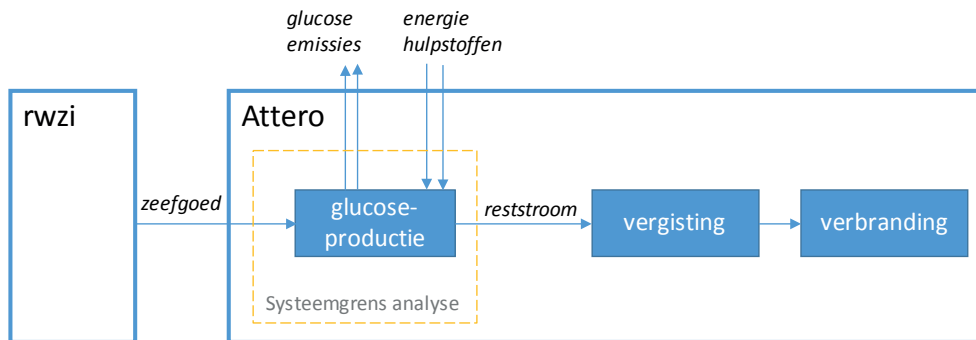 glucose
emissies
energie
hulpstoffen
rwzi
Attero
zeefgoed
glucose-
productie
reststroom
vergisting
verbranding
Systeemgrens analyse